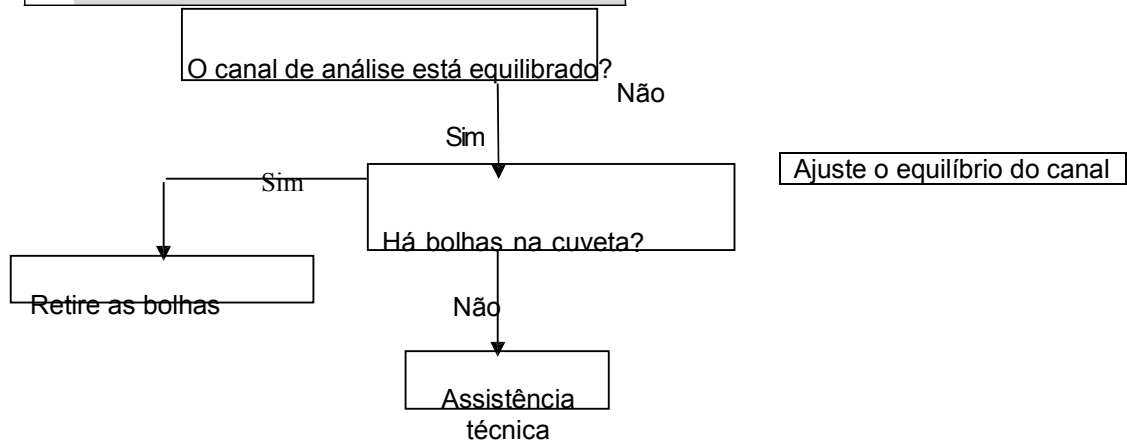 O canal de análise está equilibrado?
Não
Sim
Sim
Ajuste o equilíbrio do canal
Há bolhas na cuveta?
Retire as bolhas
Não
Assistência
técnica